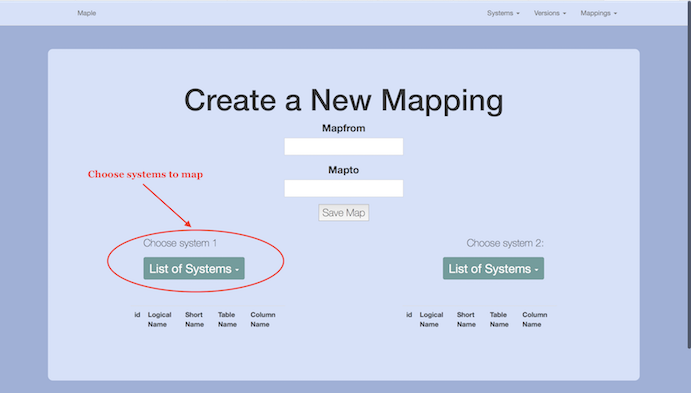 Maple Systems Versions Mappings
Create a New Mapping
Mapfrom
Mapto
Choose systems to map
Save Map
Choose system 1
Choose system 2:
List of Systems
List of Systems
id Logical Name Short Name Table Name Column Name
id Logical Name Short Name Table Name Column Name